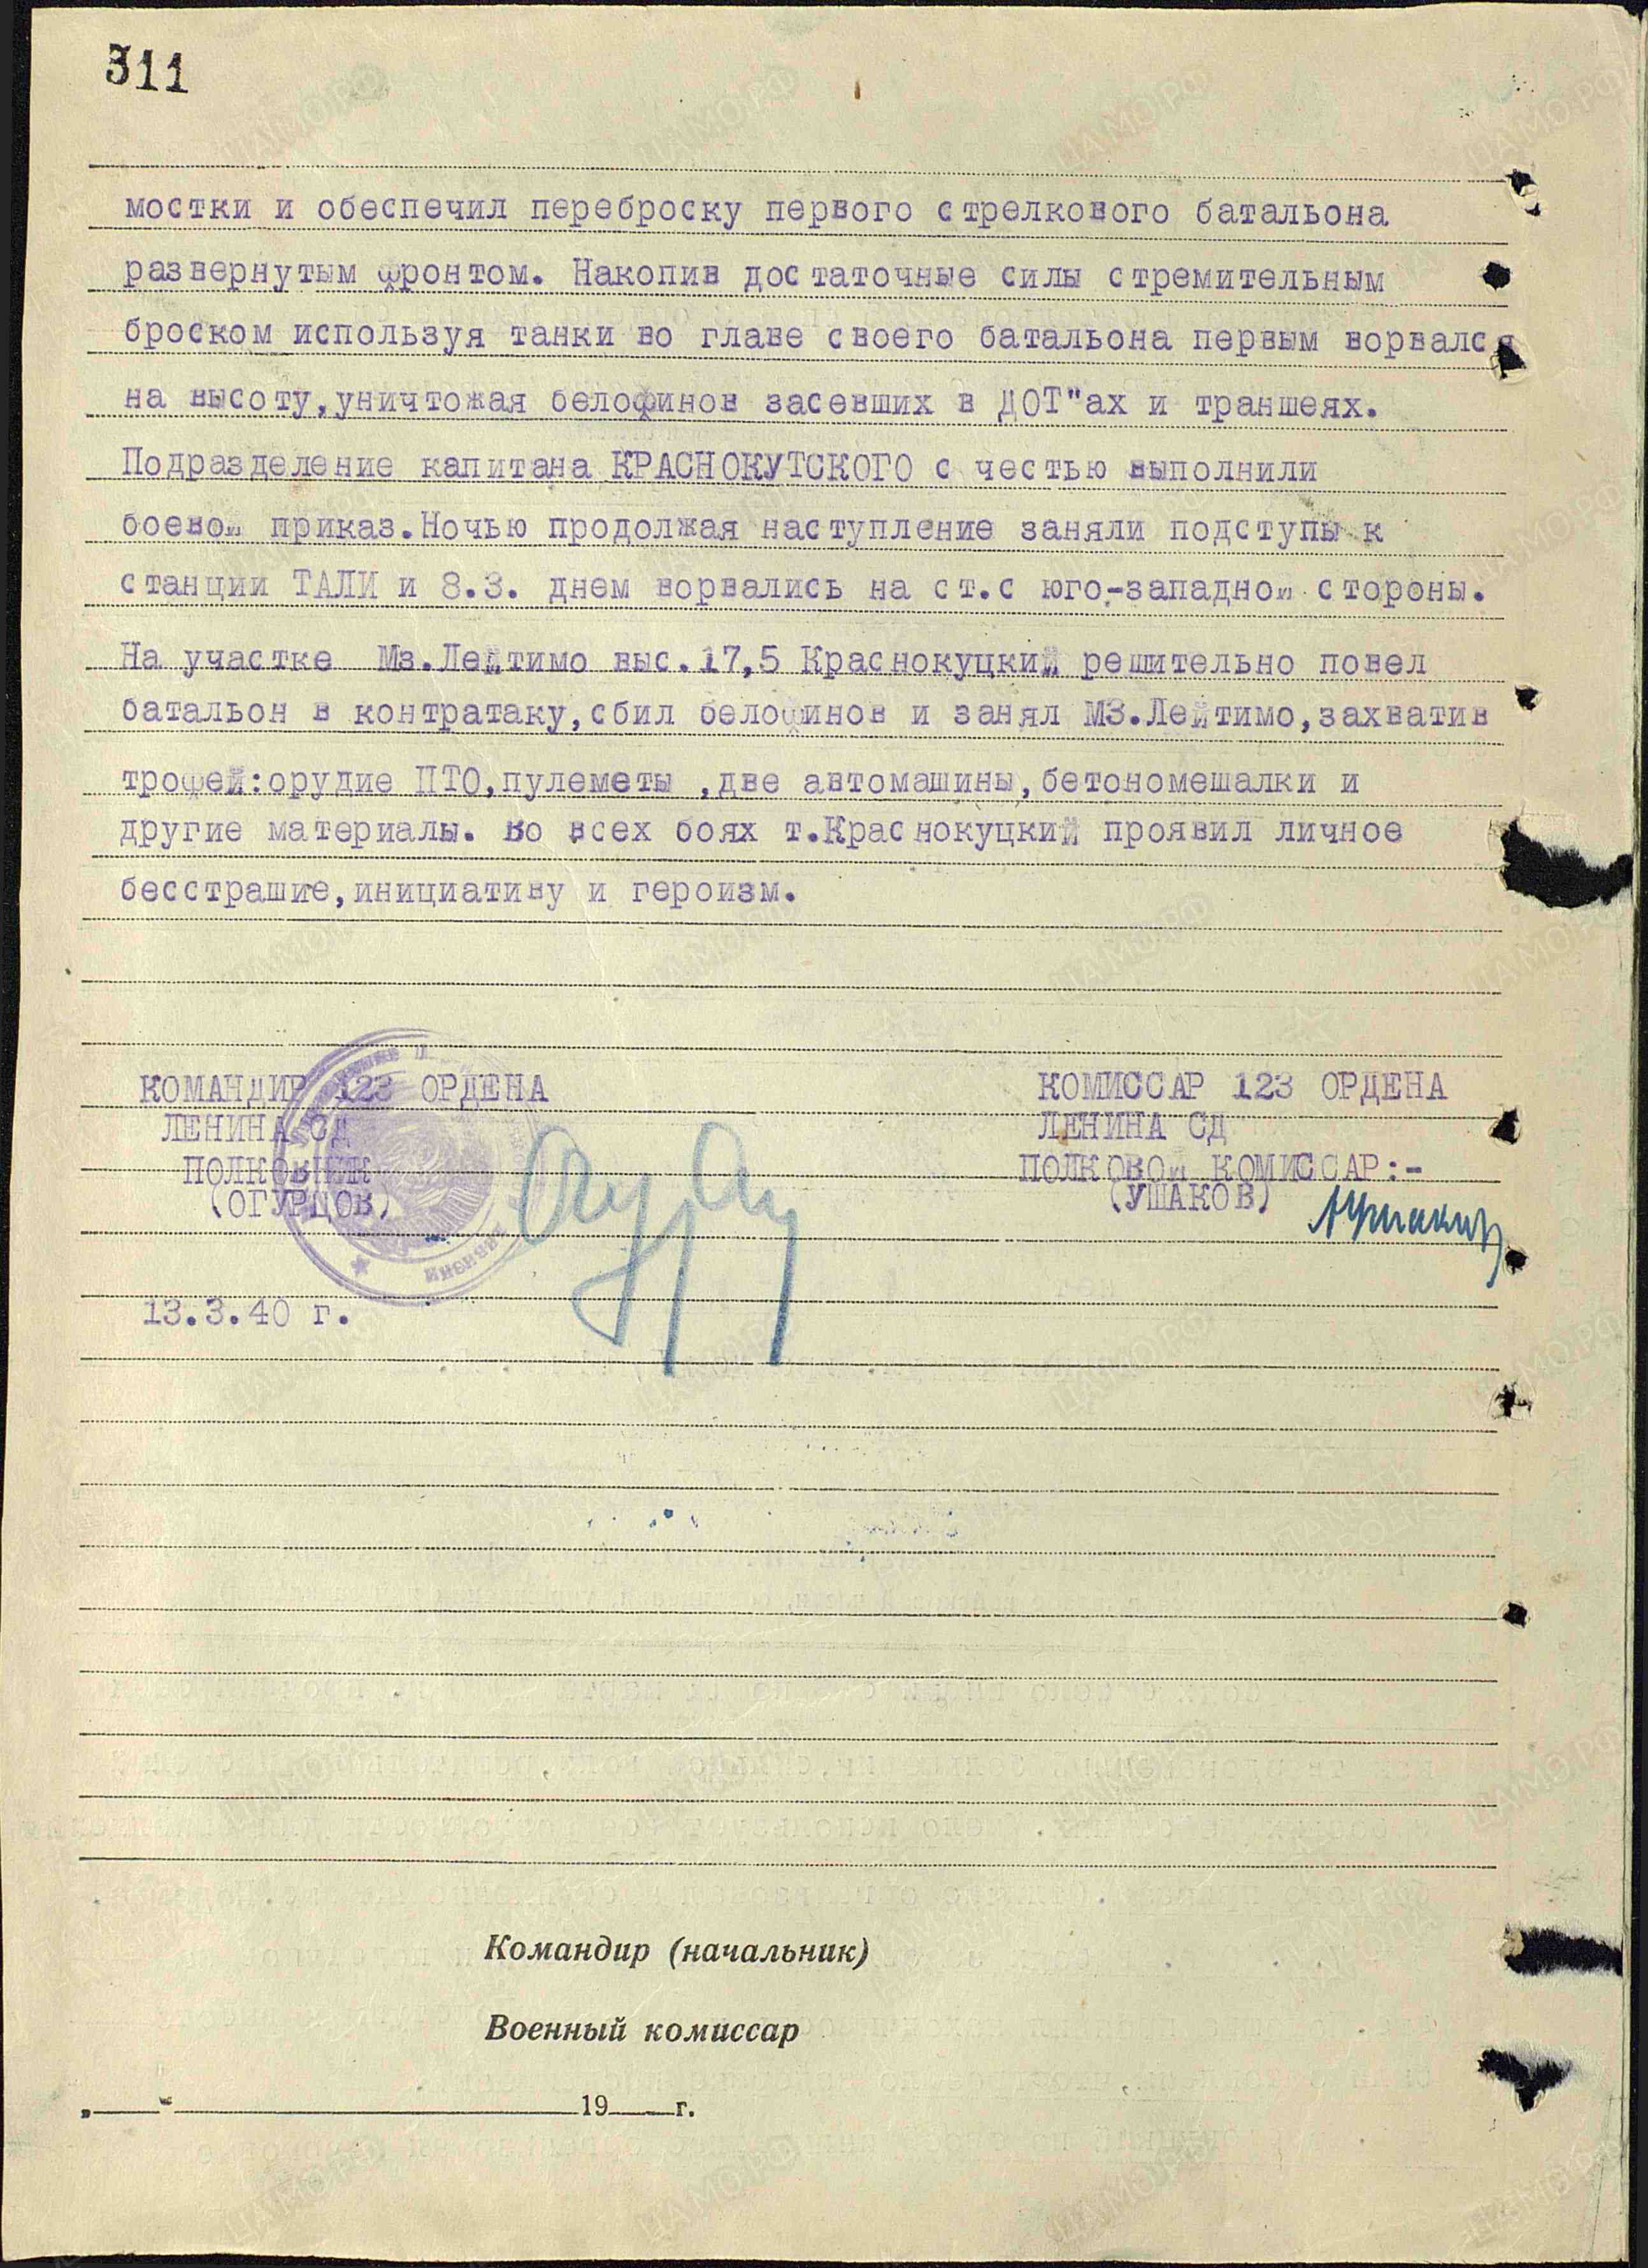 311
мостки и обеспечил переброску первого стрелкового батальона
развернутым фронтом. Накопив достаточные силы стремительным
броском используя танки во главе своего батальона первым ворвался
на высоту, уничтожая белофинов засевших в ДОТ"ах и траншеях.
Подразделение капитана КРАСНОКУТСКОГО с честью выполнили
боевой приказ. Ночью продолжая наступление заняли подступы к
станции ТАЛИ и 8.3. днем ворвались на ст. с юго-западной стороны.
На участке Мз. Лейтимо выс. 17,5 Краснокуцкий решительно повел
батальон в контратаку, сбил белофинов и занял МЗ. Лейтимо, захватив
трофей: орудие ПТО, пулеметы , две автомашины, бетономешалки и
другие материалы. Во всех боях т. Краснокуцкий проявил личное
бесстрашие, инициативу и героизм.
КОМАНДИР 123 ОРДЕНА
ЛЕНИНА СД
ПОЛКОВНИК
(ОГУРЦОВ)
КОМИССАР 123 ОРДЕНА
ЛЕНИНА СД
ПОЛКОВОЙ КОМИССАР:-
(УШАКОВ)
13.3.40 г.
Командир (начальник)
Военный комиссар
„ “ 19 г.
ЦАМО.РФ